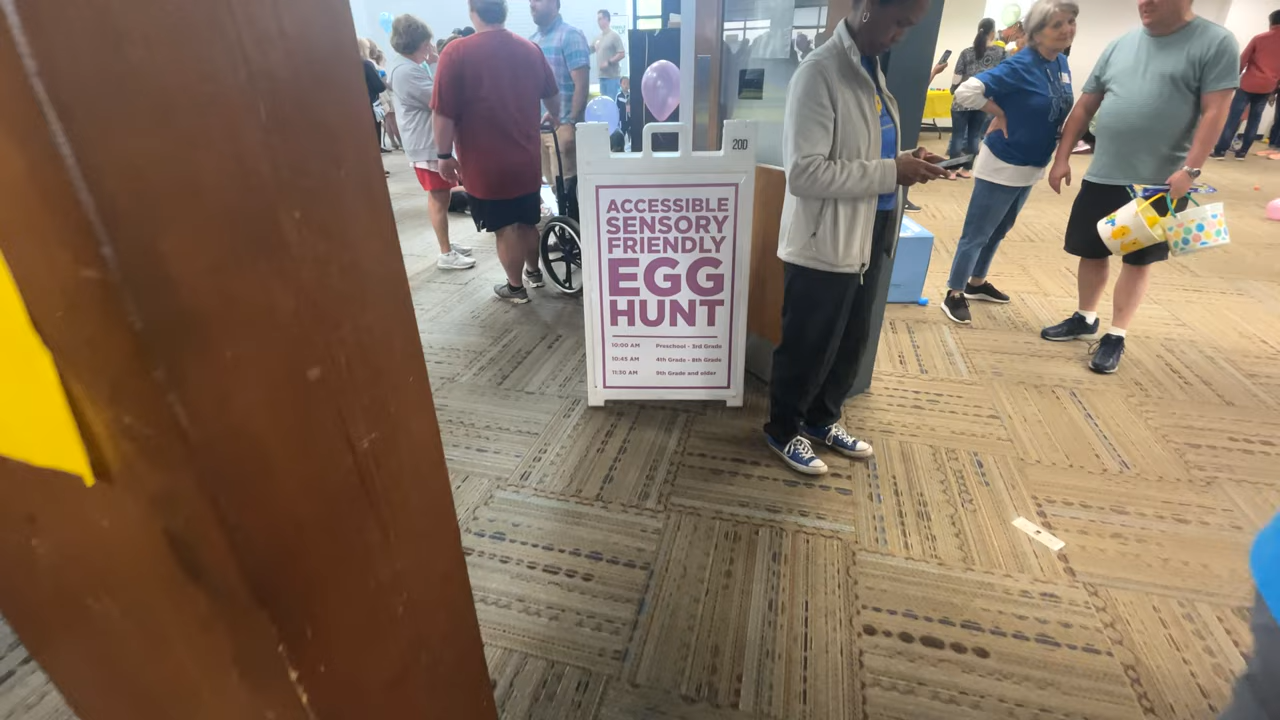 20D
ACCESSIBLE
SENSORY
FRIENDLY
EGG
HUNT
10:00 AM Preschool - 3rd Grade
10:45 AM 4th Grade - 8th Grade
11:30 AM 9th Grade and older